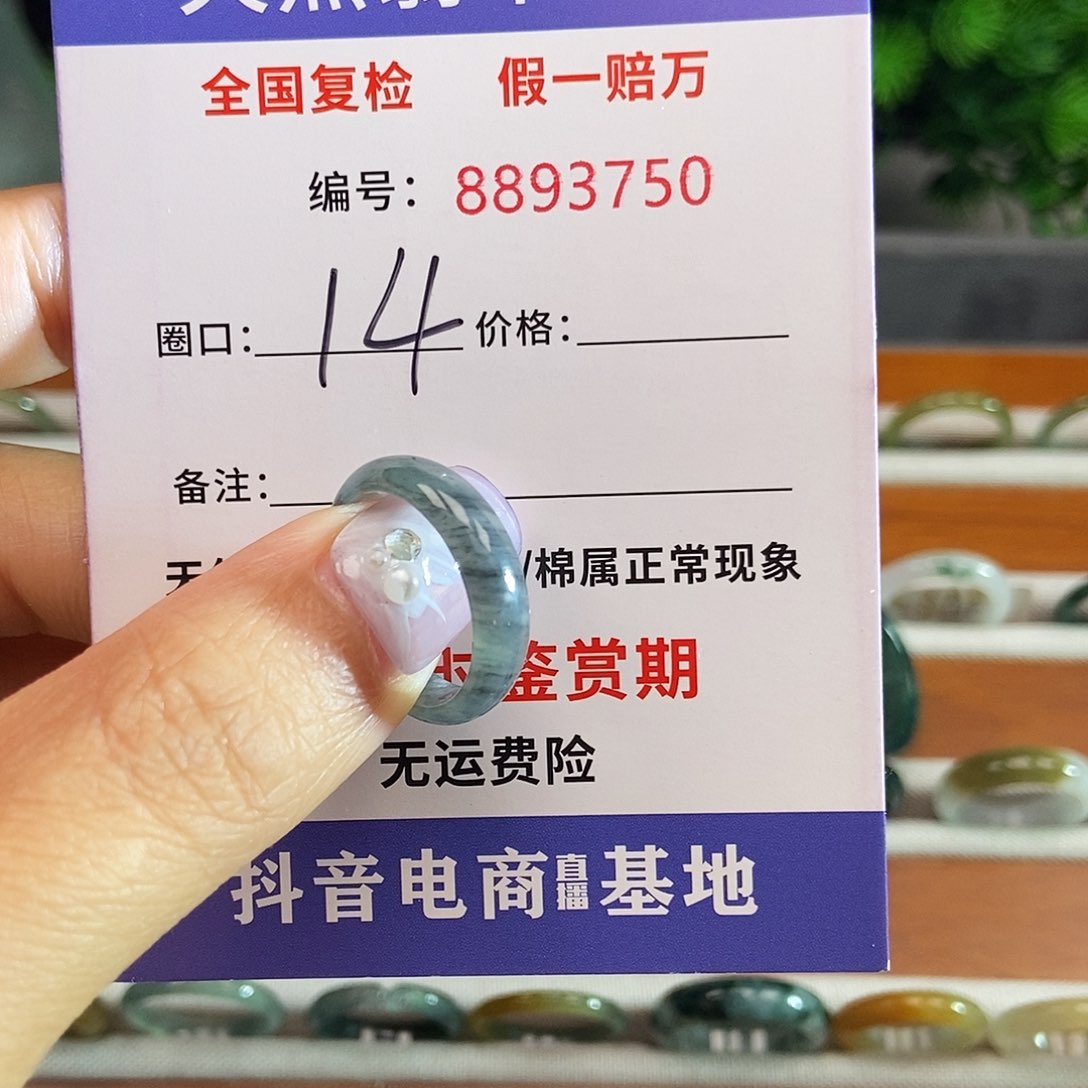 全国复检 假一赔万
编号：8893750
圈口：14 价格：
备注：
/棉属正常现象
鉴赏期
无运费险
抖音电商直播基地